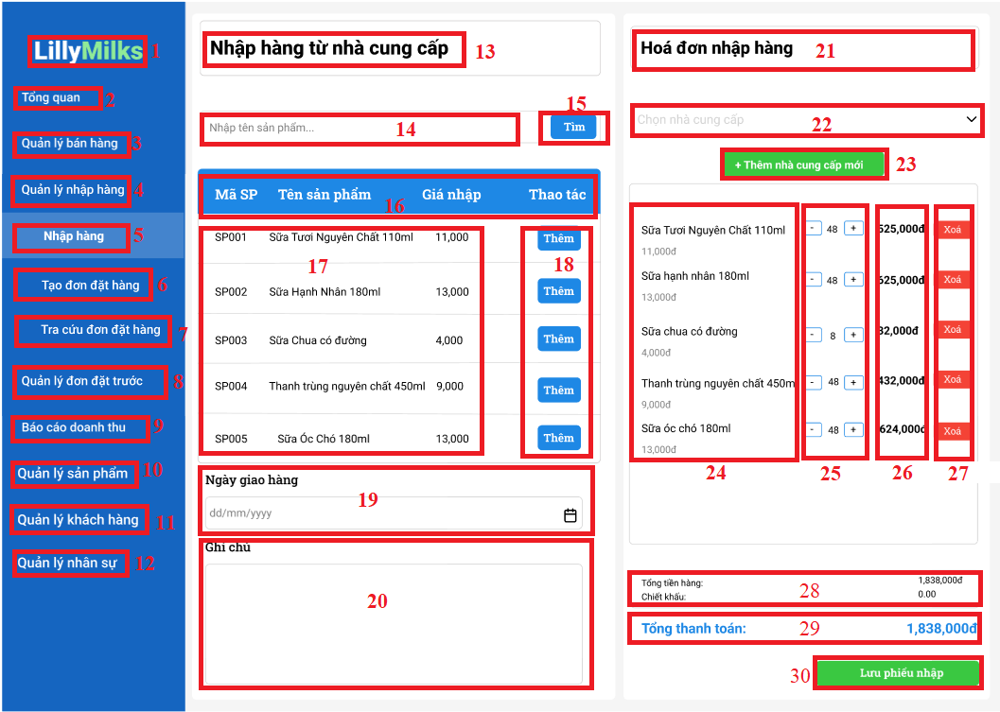 LillyMilks 1
Tổng quan 2
Quản lý bán hàng 3
Quản lý nhập hàng 4
Nhập hàng 5
Tạo đơn đặt hàng 6
Tra cứu đơn đặt hàng 7
Quản lý đơn đặt trước 8
Báo cáo doanh thu 9
Quản lý sản phẩm 10
Quản lý khách hàng 11
Quản lý nhân sự 12
Nhập hàng từ nhà cung cấp 13
15
Nhập tên sản phẩm... 14 Tìm
Mã SP Tên sản phẩm 16 Giá nhập Thao tác
SP001 Sữa Tươi Nguyên Chất 110ml 11,000 Thêm
17 18
SP002 Sữa Hạnh Nhân 180ml 13,000 Thêm
SP003 Sữa Chua có đường 4,000 Thêm
SP004 Thanh trùng nguyên chất 450ml 9,000 Thêm
SP005 Sữa Óc Chó 180ml 13,000 Thêm
Ngày giao hàng
19
dd/mm/yyyy
Ghi chú
20
Hoá đơn nhập hàng 21
Chọn nhà cung cấp 22
+ Thêm nhà cung cấp mới 23
Sữa Tươi Nguyên Chất 110ml - 48 + 625,000đ Xoá
11,000đ
Sữa hạnh nhân 180ml - 48 + 625,000đ Xoá
13,000đ
Sữa chua có đường - 8 + 32,000đ Xoá
4,000đ
Thanh trùng nguyên chất 450m - 48 + 432,000đ Xoá
9,000đ
Sữa óc chó 180ml - 48 + 624,000đ Xoá
13,000đ
24 25 26 27
Tổng tiền hàng: 1,838,000đ
28
Chiết khấu: 0.00
Tổng thanh toán: 29 1,838,000đ
30 Lưu phiếu nhập